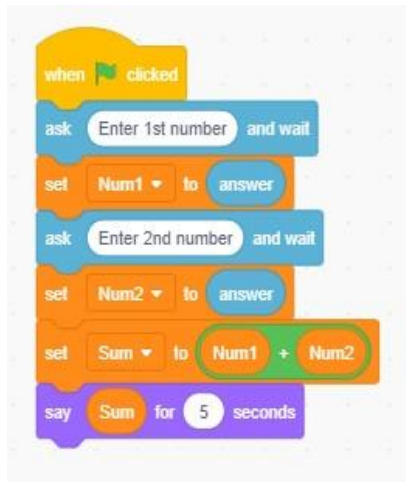 when clicked
ask Enter 1st number and wait
set Num1 to answer
ask Enter 2nd number and wait
set Num2 to answer
set Sum to Num1 + Num2
say Sum for 5 seconds